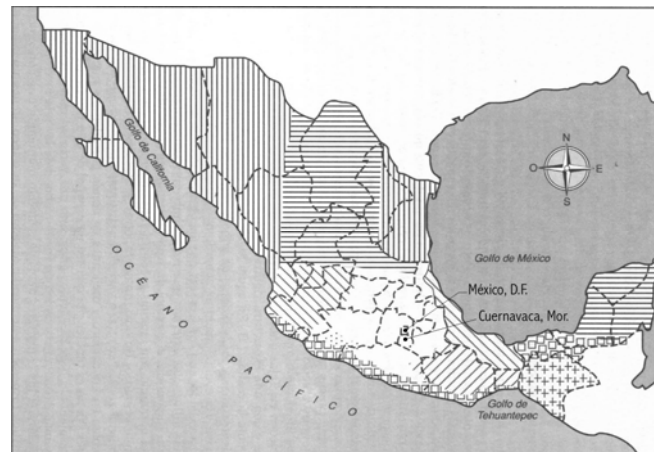 Golfo de California
N
O E
S
Golfo de México
México, D.F.
Cuernavaca, Mor.
OCÉANO PACÍFICO
Golfo de
Tehuantepec